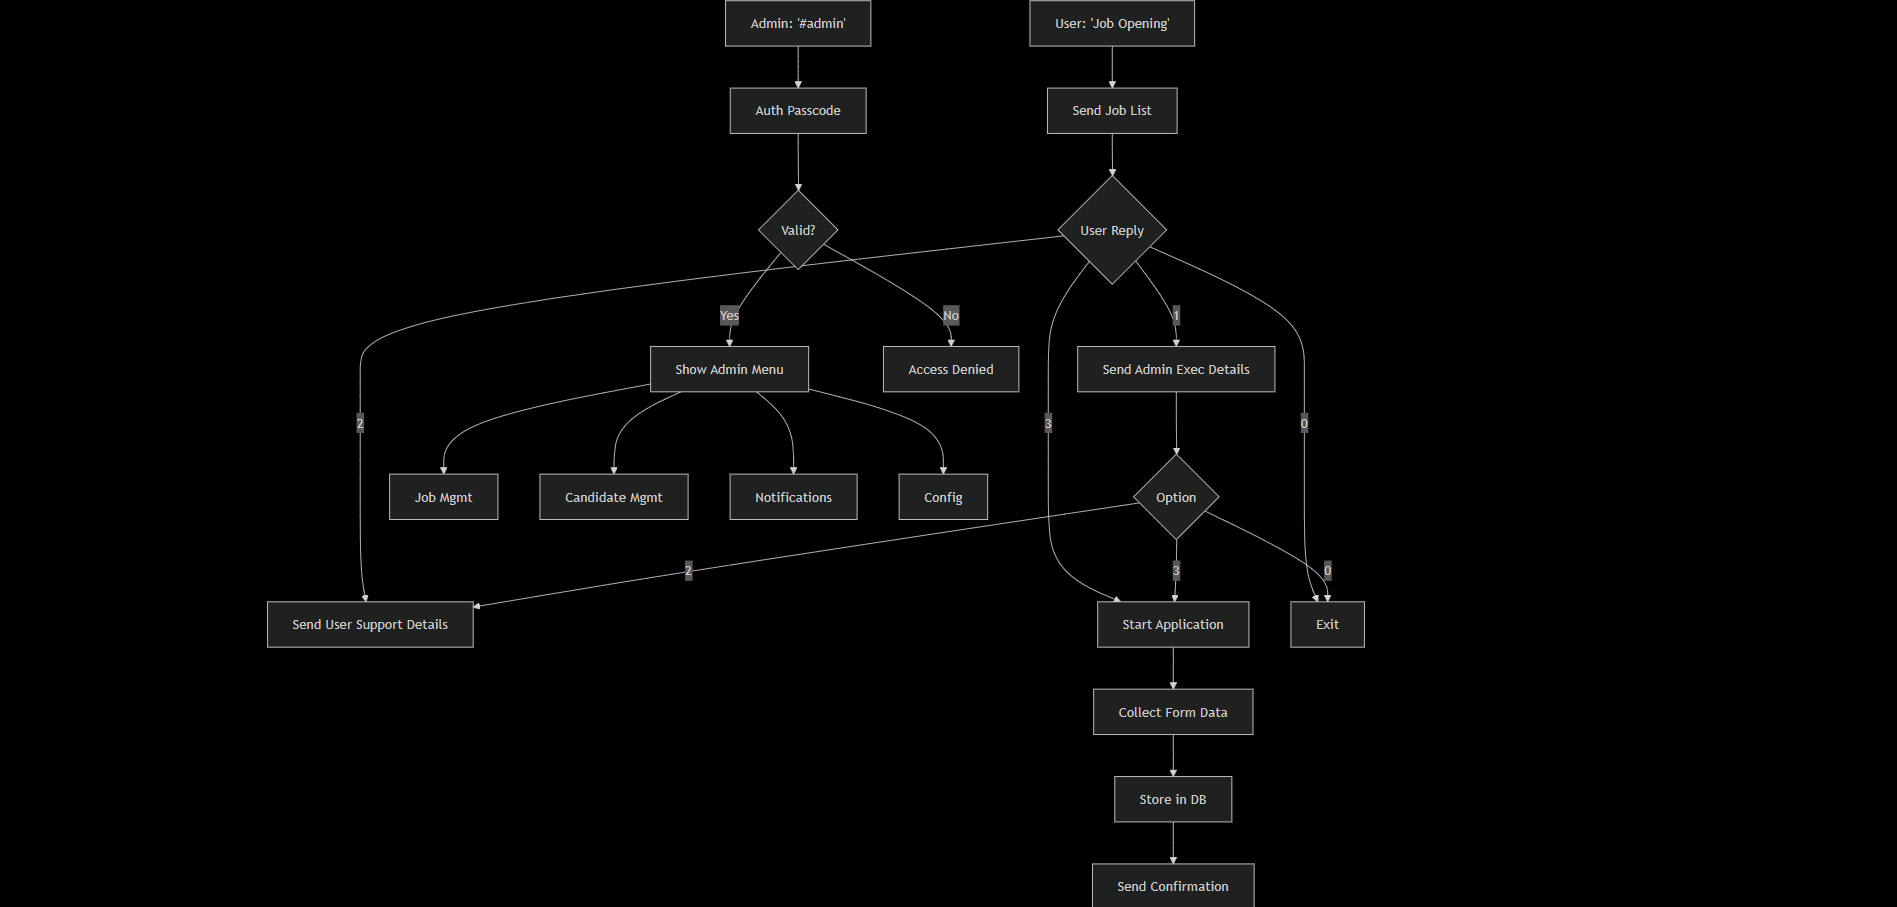 Admin: '#admin'
User: 'Job Opening'
Auth Passcode
Send Job List
Valid?
User Reply
Yes
No
1
Show Admin Menu
Access Denied
Send Admin Exec Details
2
3
0
Job Mgmt
Candidate Mgmt
Notifications
Config
Option
2
3
0
Send User Support Details
Start Application
Exit
Collect Form Data
Store in DB
Send Confirmation